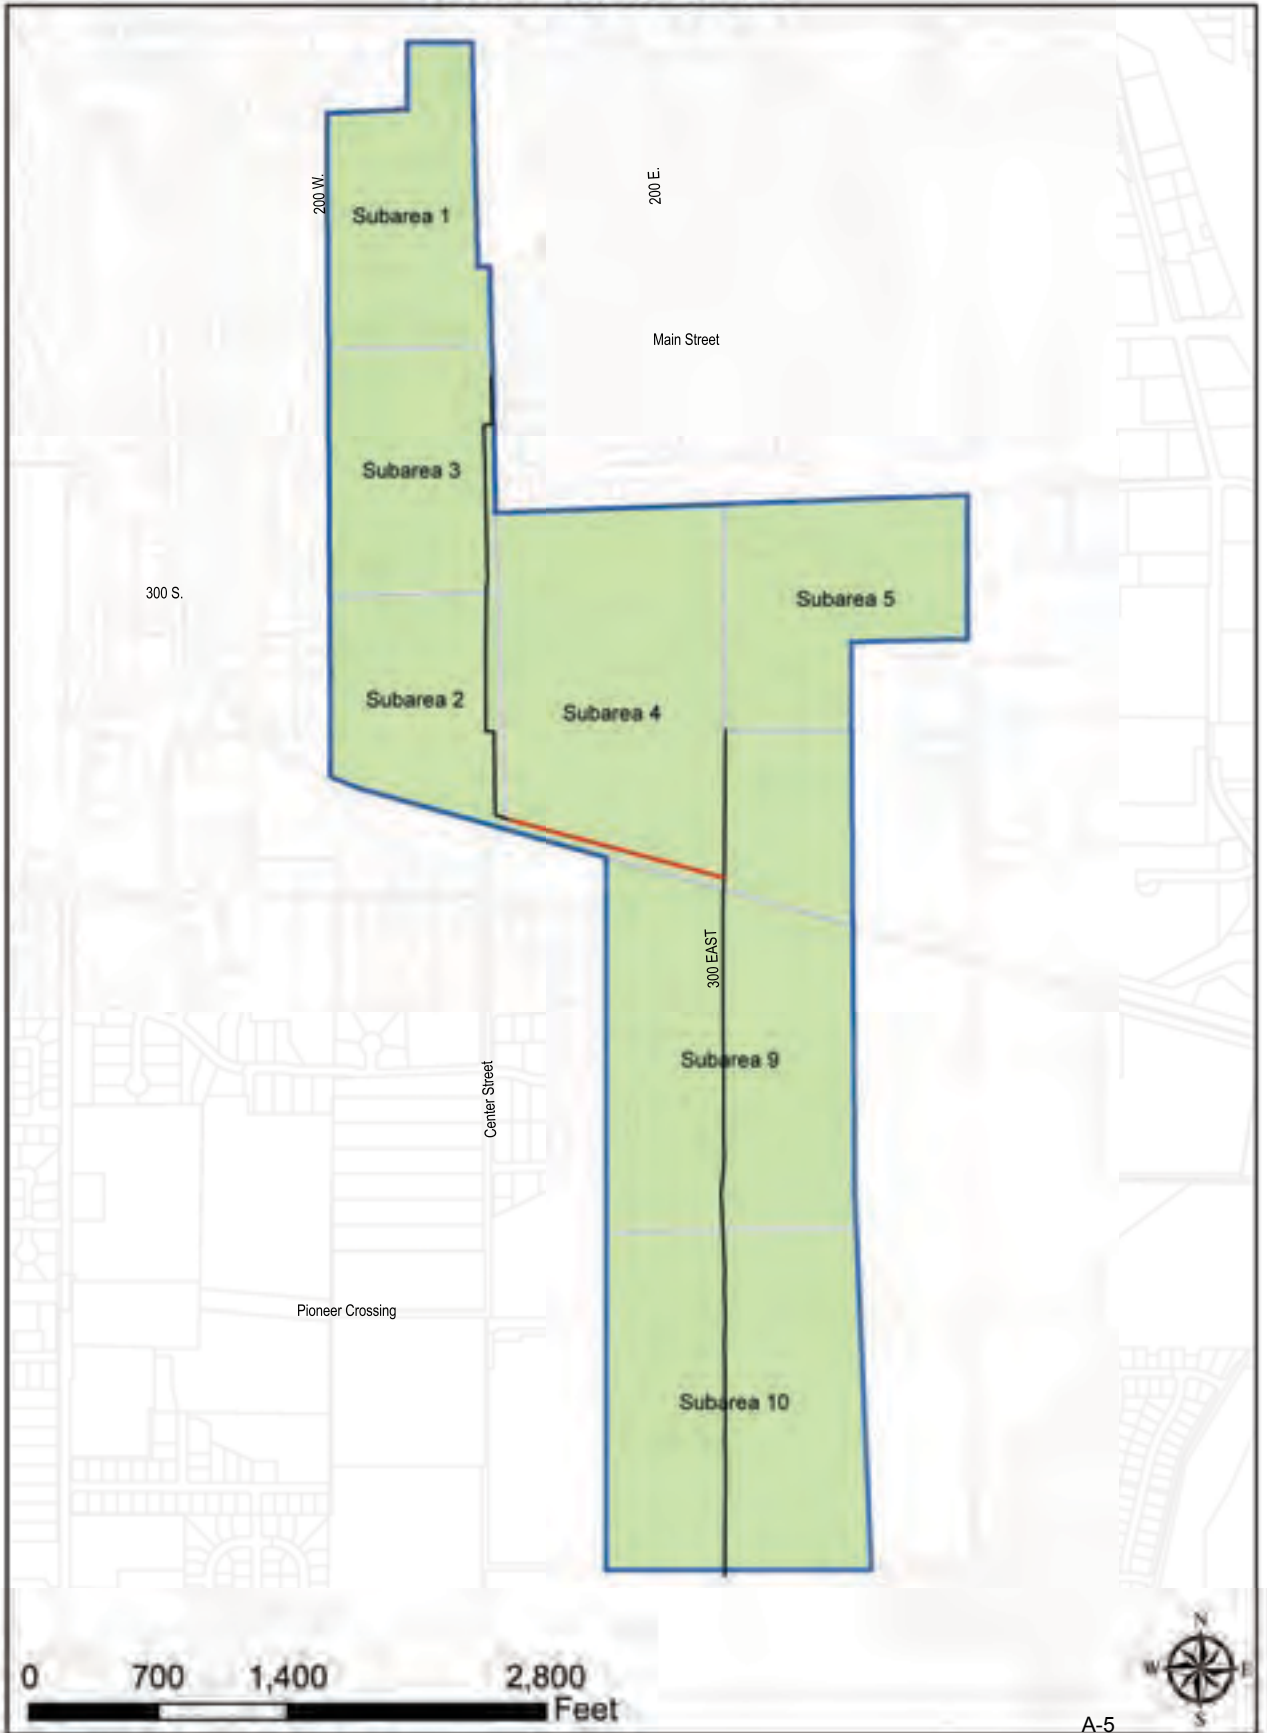 200 W.
200 E.
Subarea 1
Main Street
Subarea 3
300 S.
Subarea 5
Subarea 2
Subarea 4
300 EAST
Subarea 9
Center Street
Pioneer Crossing
Subarea 10
N
W E
S
0 700 1,400 2,800
Feet
A-5